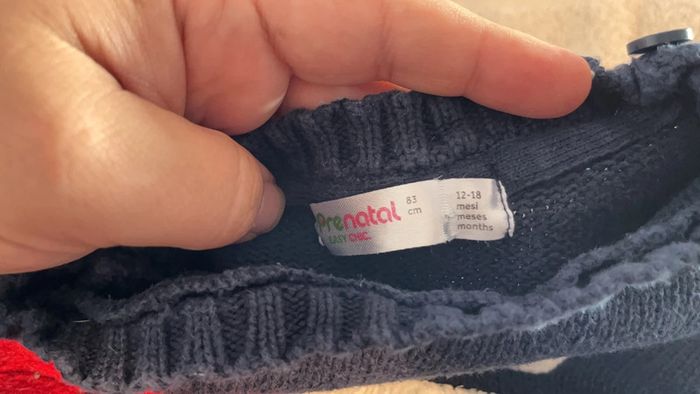 Prenatal
EASY CHIC.
83
cm
12-18
mesi
meses
months